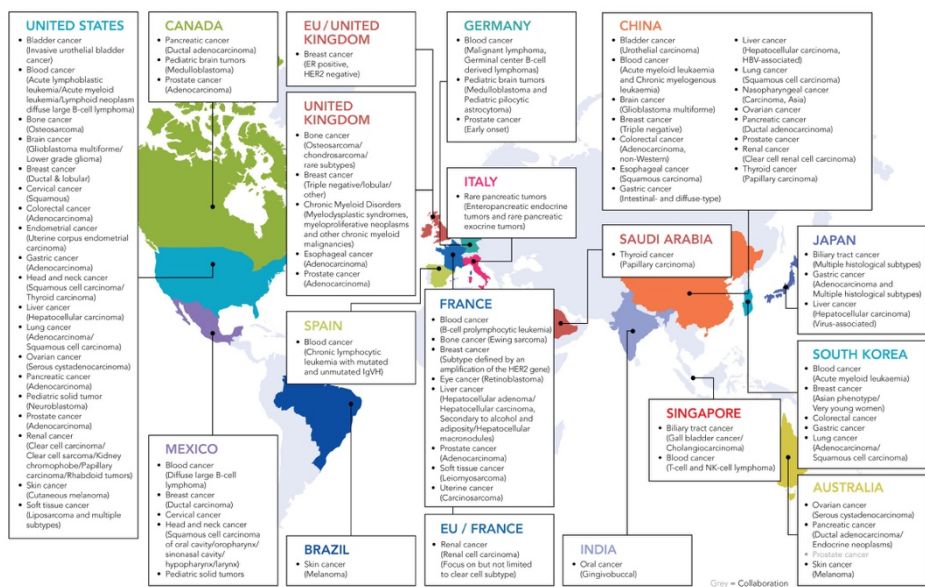 UNITED STATES
• Bladder cancer
(Invasive urothelial bladder
cancer)
• Blood cancer
(Acute lymphoblastic
leukemia/Acute myeloid
leukemia/Lymphoid neoplasm
diffuse large B-cell lymphoma)
• Bone cancer
(Osteosarcoma)
• Brain cancer
(Glioblastoma multiforme/
Lower grade glioma)
• Breast cancer
(Ductal & lobular)
• Cervical cancer
(Squamous)
• Colorectal cancer
(Adenocarcinoma)
• Endometrial cancer
(Uterine corpus endometrial
carcinoma)
• Gastric cancer
(Adenocarcinoma)
• Head and neck cancer
(Squamous cell carcinoma/
Thyroid carcinoma)
• Liver cancer
(Hepatocellular carcinoma)
• Lung cancer
(Adenocarcinoma/
Squamous cell carcinoma)
• Ovarian cancer
(Serous cystadenocarcinoma)
• Pancreatic cancer
(Adenocarcinoma)
• Pediatric solid tumor
(Neuroblastoma)
• Prostate cancer
(Adenocarcinoma)
• Renal cancer
(Clear cell carcinoma/
Clear cell sarcoma/Kidney
chromophobe/Papillary
carcinoma/Rhabdoid tumors)
• Skin cancer
(Cutaneous melanoma)
• Soft tissue cancer
(Liposarcoma and multiple
subtypes)
CANADA
• Pancreatic cancer
(Ductal adenocarcinoma)
• Pediatric brain tumors
(Medulloblastoma)
• Prostate cancer
(Adenocarcinoma)
EU / UNITED
KINGDOM
• Breast cancer
(ER positive,
HER2 negative)
UNITED
KINGDOM
• Bone cancer
(Osteosarcoma/
chondrosarcoma/
rare subtypes)
• Breast cancer
(Triple negative/lobular/
other)
• Chronic Myeloid Disorders
(Myelodysplastic syndromes,
myeloproliferative neoplasms
and other chronic myeloid
malignancies)
• Esophageal cancer
(Adenocarcinoma)
• Prostate cancer
(Adenocarcinoma)
GERMANY
• Blood cancer
(Malignant lymphoma,
Germinal center B-cell
derived lymphomas)
• Pediatric brain tumors
(Medulloblastoma and
Pediatric pilocytic
astrocytoma)
• Prostate cancer
(Early onset)
ITALY
• Rare pancreatic tumors
(Enteropancreatic endocrine
tumors and rare pancreatic
exocrine tumors)
CHINA
• Bladder cancer
(Urothelial carcinoma)
• Blood cancer
(Acute myeloid leukaemia
and Chronic myelogenous
leukaemia)
• Brain cancer
(Glioblastoma multiforme)
• Breast cancer
(Triple negative)
• Colorectal cancer
(Adenocarcinoma,
non-Western)
• Esophageal cancer
(Squamous carcinoma)
• Gastric cancer
(Intestinal- and diffuse-type)
• Liver cancer
(Hepatocellular carcinoma,
HBV-associated)
• Lung cancer
(Squamous cell carcinoma)
• Nasopharyngeal cancer
(Carcinoma, Asia)
• Ovarian cancer
• Pancreatic cancer
(Ductal adenocarcinoma)
• Prostate cancer
• Renal cancer
(Clear cell renal cell carcinoma)
• Thyroid cancer
(Papillary carcinoma)
SAUDI ARABIA
• Thyroid cancer
(Papillary carcinoma)
JAPAN
• Biliary tract cancer
(Multiple histological subtypes)
• Gastric cancer
(Adenocarcinoma and
Multiple histological subtypes)
• Liver cancer
(Hepatocellular carcinoma)
(Virus-associated)
SPAIN
• Blood cancer
(Chronic lymphocytic
leukemia with mutated
and unmutated IgVH)
FRANCE
• Blood cancer
(B-cell prolymphocytic leukemia)
• Bone cancer (Ewing sarcoma)
• Breast cancer
(Subtype defined by an
amplification of the HER2 gene)
• Eye cancer (Retinoblastoma)
• Liver cancer
(Hepatocellular adenoma/
Hepatocellular carcinoma,
Secondary to alcohol and
adiposity/Hepatocellular
macronodules)
• Prostate cancer
(Adenocarcinoma)
• Soft tissue cancer
(Leiomyosarcoma)
• Uterine cancer
(Carcinosarcoma)
SOUTH KOREA
• Blood cancer
(Acute myeloid leukaemia)
• Breast cancer
(Asian phenotype/
Very young women)
• Colorectal cancer
• Gastric cancer
• Lung cancer
(Adenocarcinoma/
Squamous cell carcinoma)
SINGAPORE
• Biliary tract cancer
(Gall bladder cancer/
Cholangiocarcinoma)
• Blood cancer
(T-cell and NK-cell lymphoma)
MEXICO
• Blood cancer
(Diffuse large B-cell
lymphoma)
• Breast cancer
(Ductal carcinoma)
• Cervical cancer
• Head and neck cancer
(Squamous cell carcinoma
of oral cavity/oropharynx/
sinonasal cavity/
hypopharynx/larynx)
• Pediatric solid tumors
BRAZIL
• Skin cancer
(Melanoma)
EU / FRANCE
• Renal cancer
(Renal cell carcinoma)
(Focus on but not limited
to clear cell subtype)
INDIA
• Oral cancer
(Gingivobuccal)
AUSTRALIA
• Ovarian cancer
(Serous cystadenocarcinoma)
• Pancreatic cancer
(Ductal adenocarcinoma/
Endocrine neoplasms)
• Prostate cancer
• Skin cancer
(Melanoma)
Grey = Collaboration